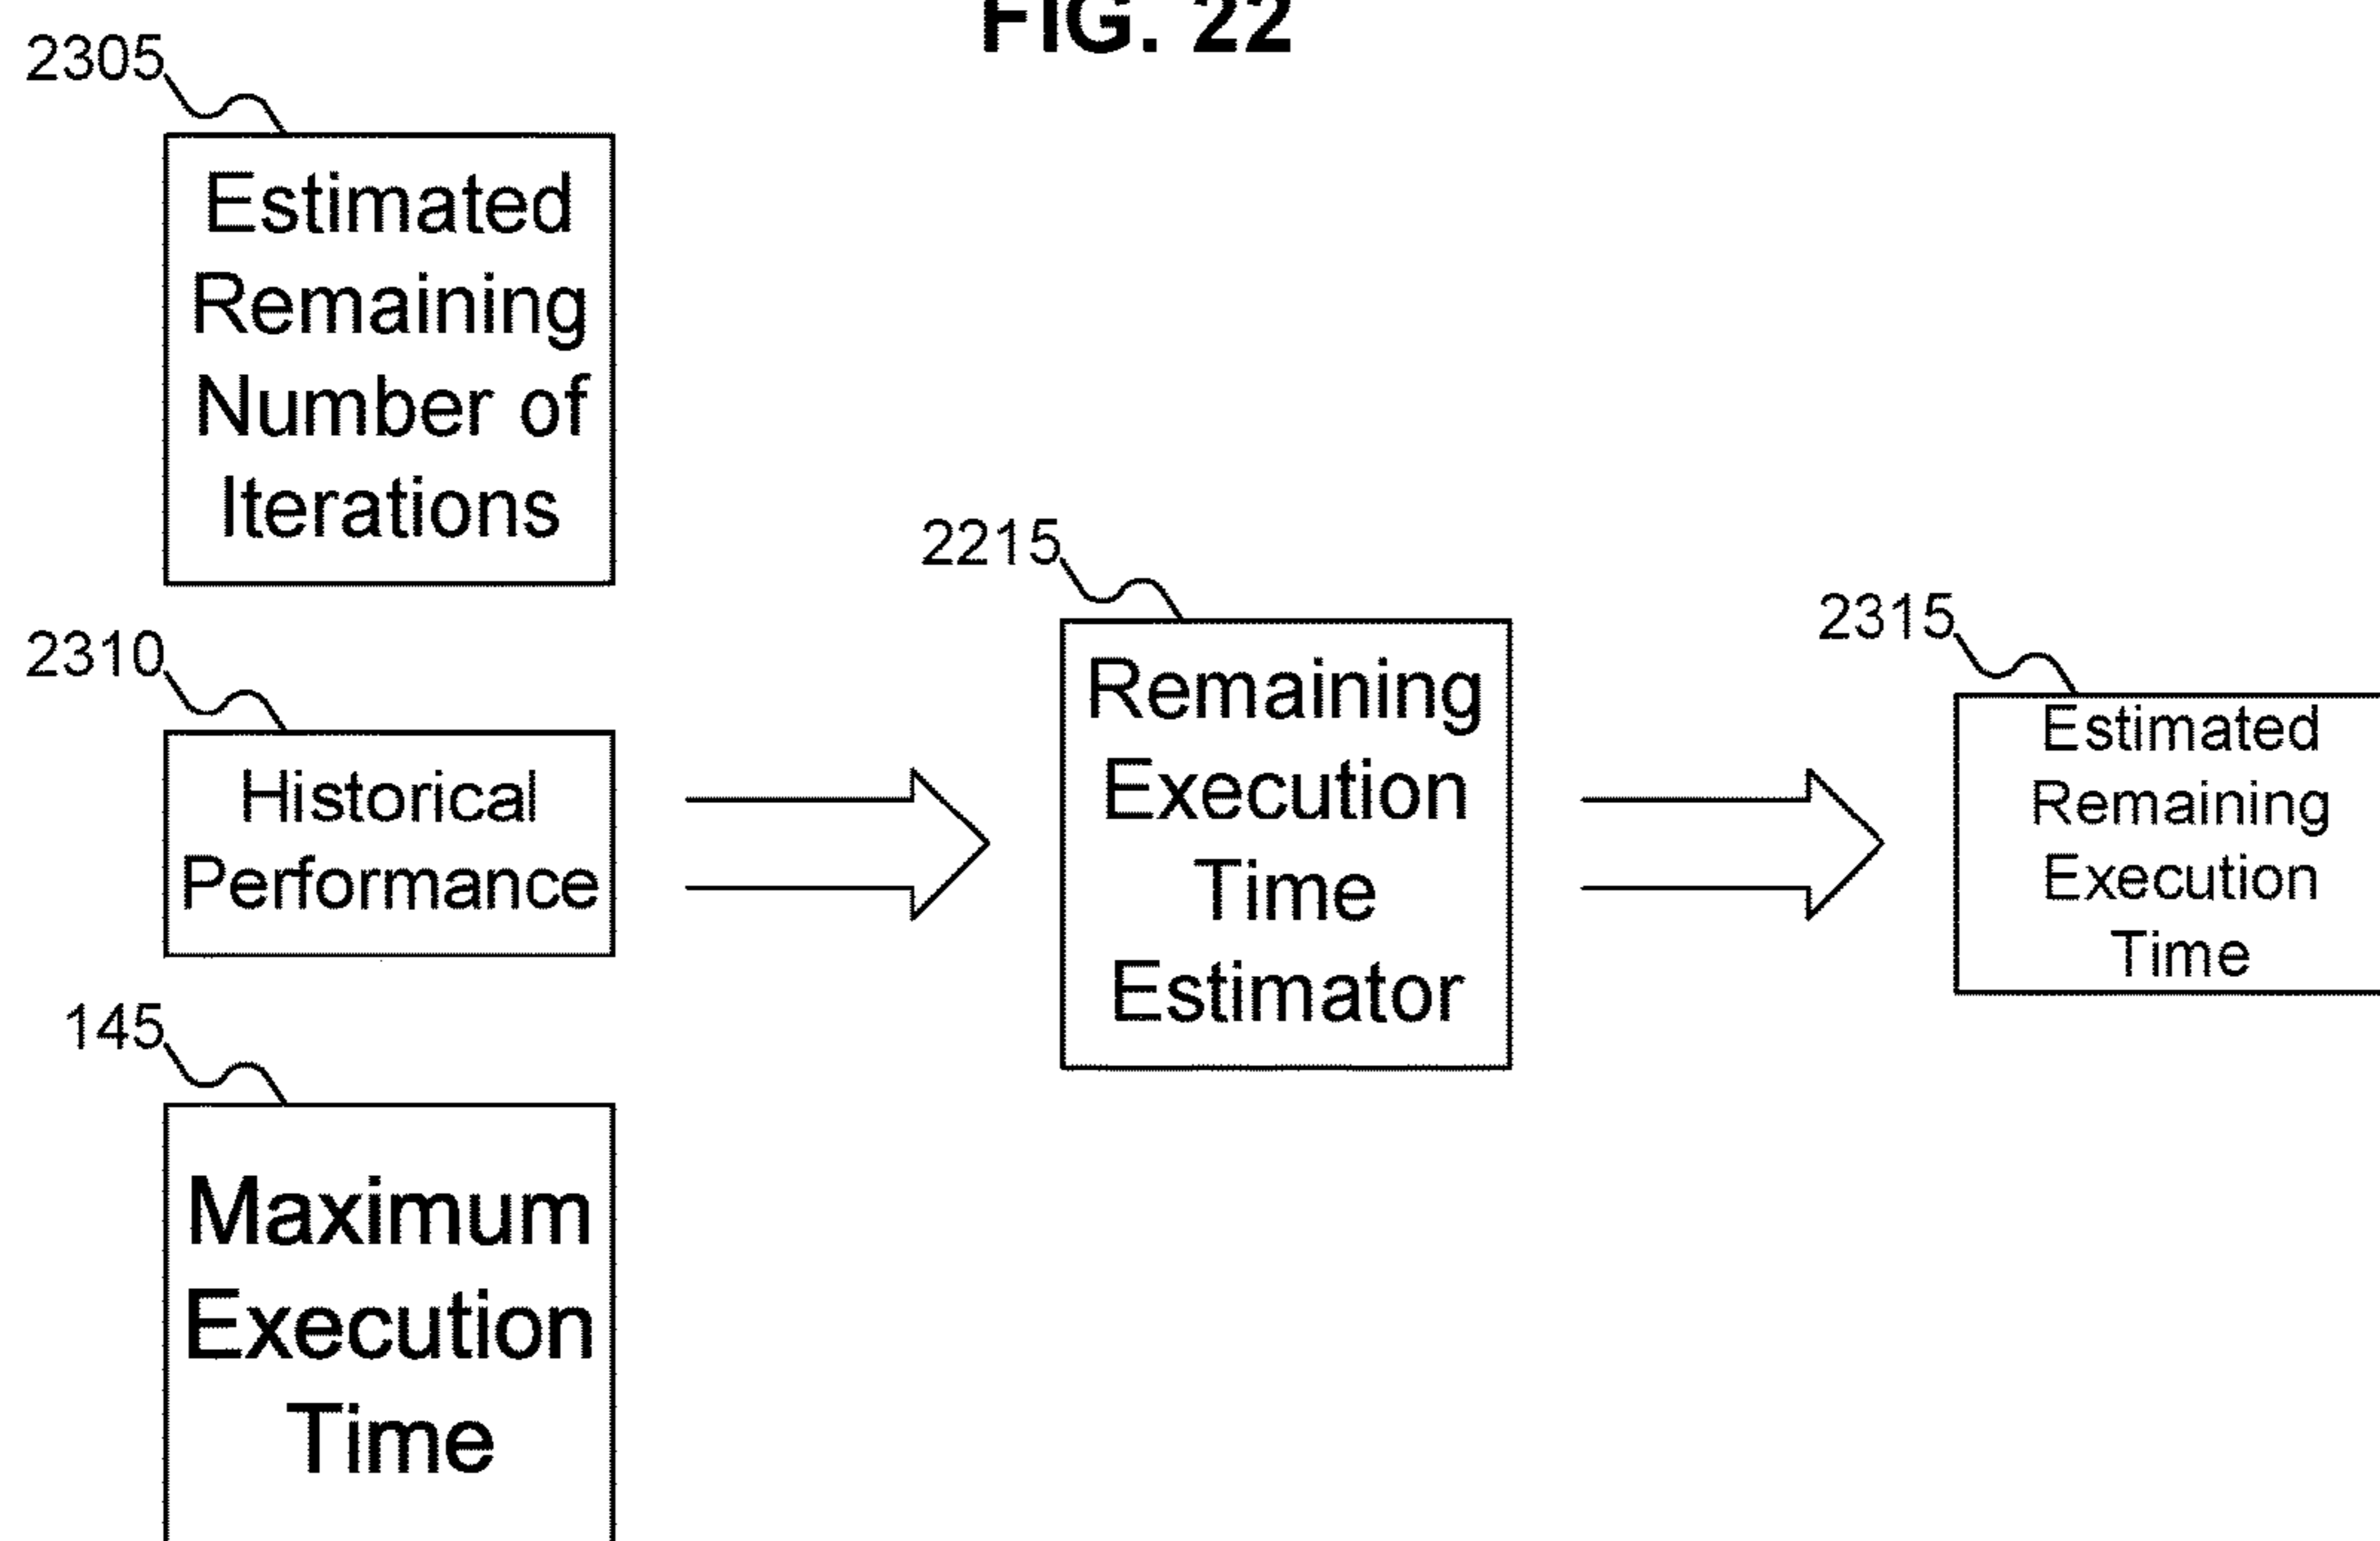 FIG. 22
2305
Estimated
Remaining
Number of
Iterations
2310
Historical
Performance
145
Maximum
Execution
Time
2215
Remaining
Execution
Time
Estimator
2315
Estimated
Remaining
Execution
Time